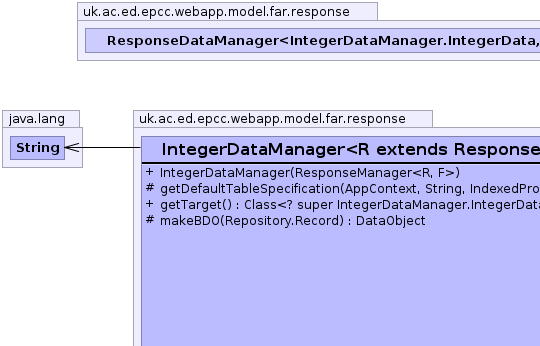 uk.ac.ed.epcc.webapp.model.far.response
ResponseDataManager<IntegerDataManager.IntegerData,
java.lang
String
uk.ac.ed.epcc.webapp.model.far.response
IntegerDataManager<R extends Response
+ IntegerDataManager(ResponseManager<R, F>)
# getDefaultTableSpecification(AppContext, String, IndexedPro
+ getTarget() : Class<? super IntegerDataManager.IntegerData
# makeBDO(Repository.Record) : DataObject